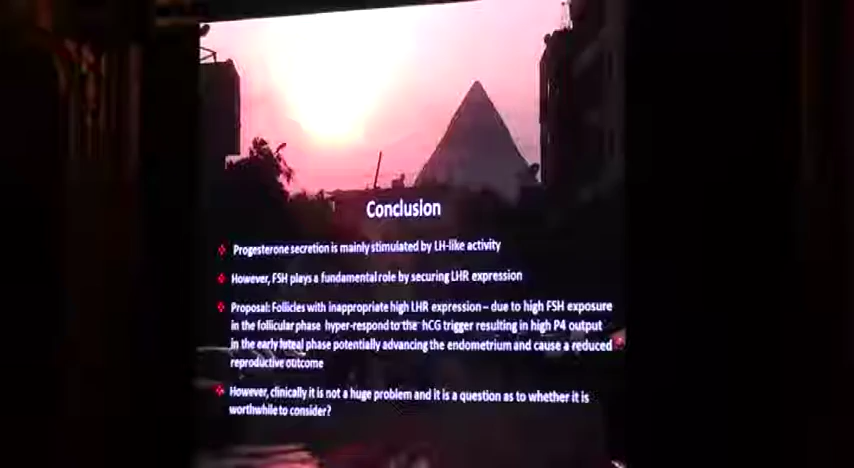 Conclusion
Progesterone secretion is mainly stimulated by LH-like activity
However, FSH plays a fundamental role by securing LHR expression
Proposal: Follicles with inappropriate high LHR expression – due to high FSH exposure
in the follicular phase hyper-respond to the hCG trigger resulting in high P4 output
in the early luteal phase potentially advancing the endometrium and cause a reduced
reproductive outcome
However, clinically it is not a huge problem and it is a question as to whether it is
worthwhile to consider?